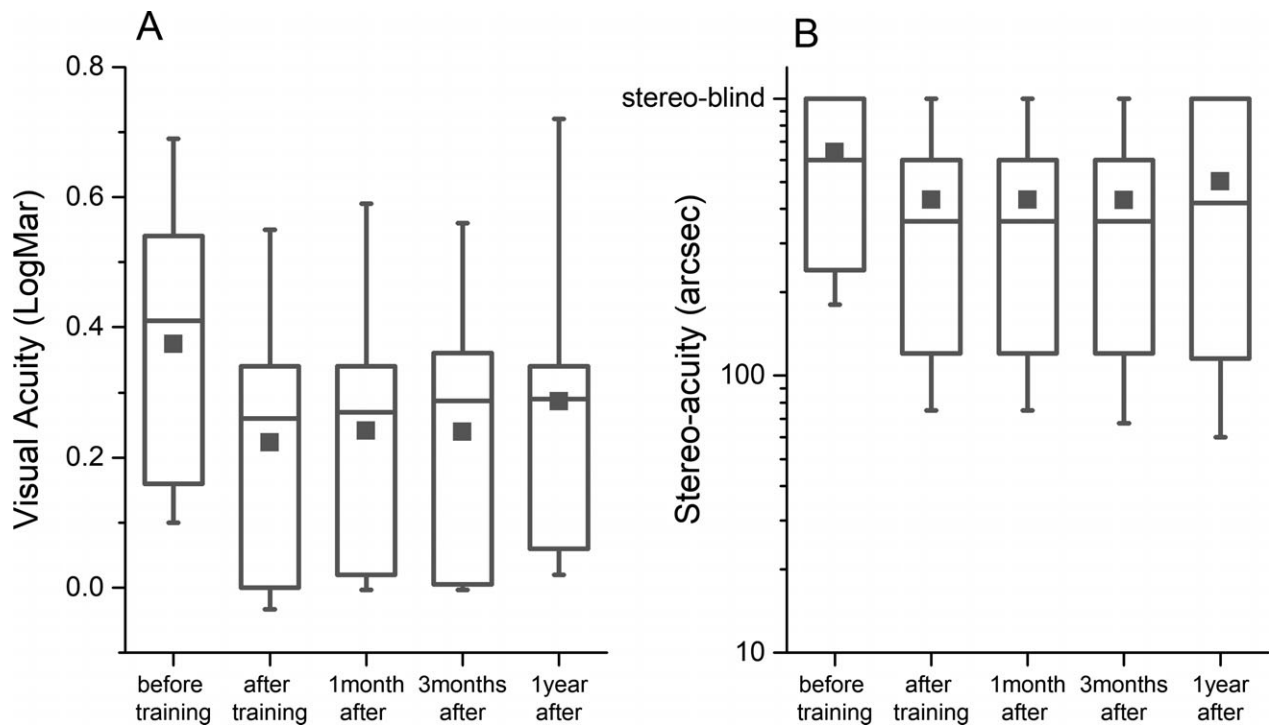 A
Visual Acuity (LogMar)
0.8
0.6
0.4
0.2
0.0
before
training
after
training
1month
after
3months
after
1year
after
B
Stereo-acuity (arcsec)
stereo-blind
100
10
before
training
after
training
1month
after
3months
after
1year
after